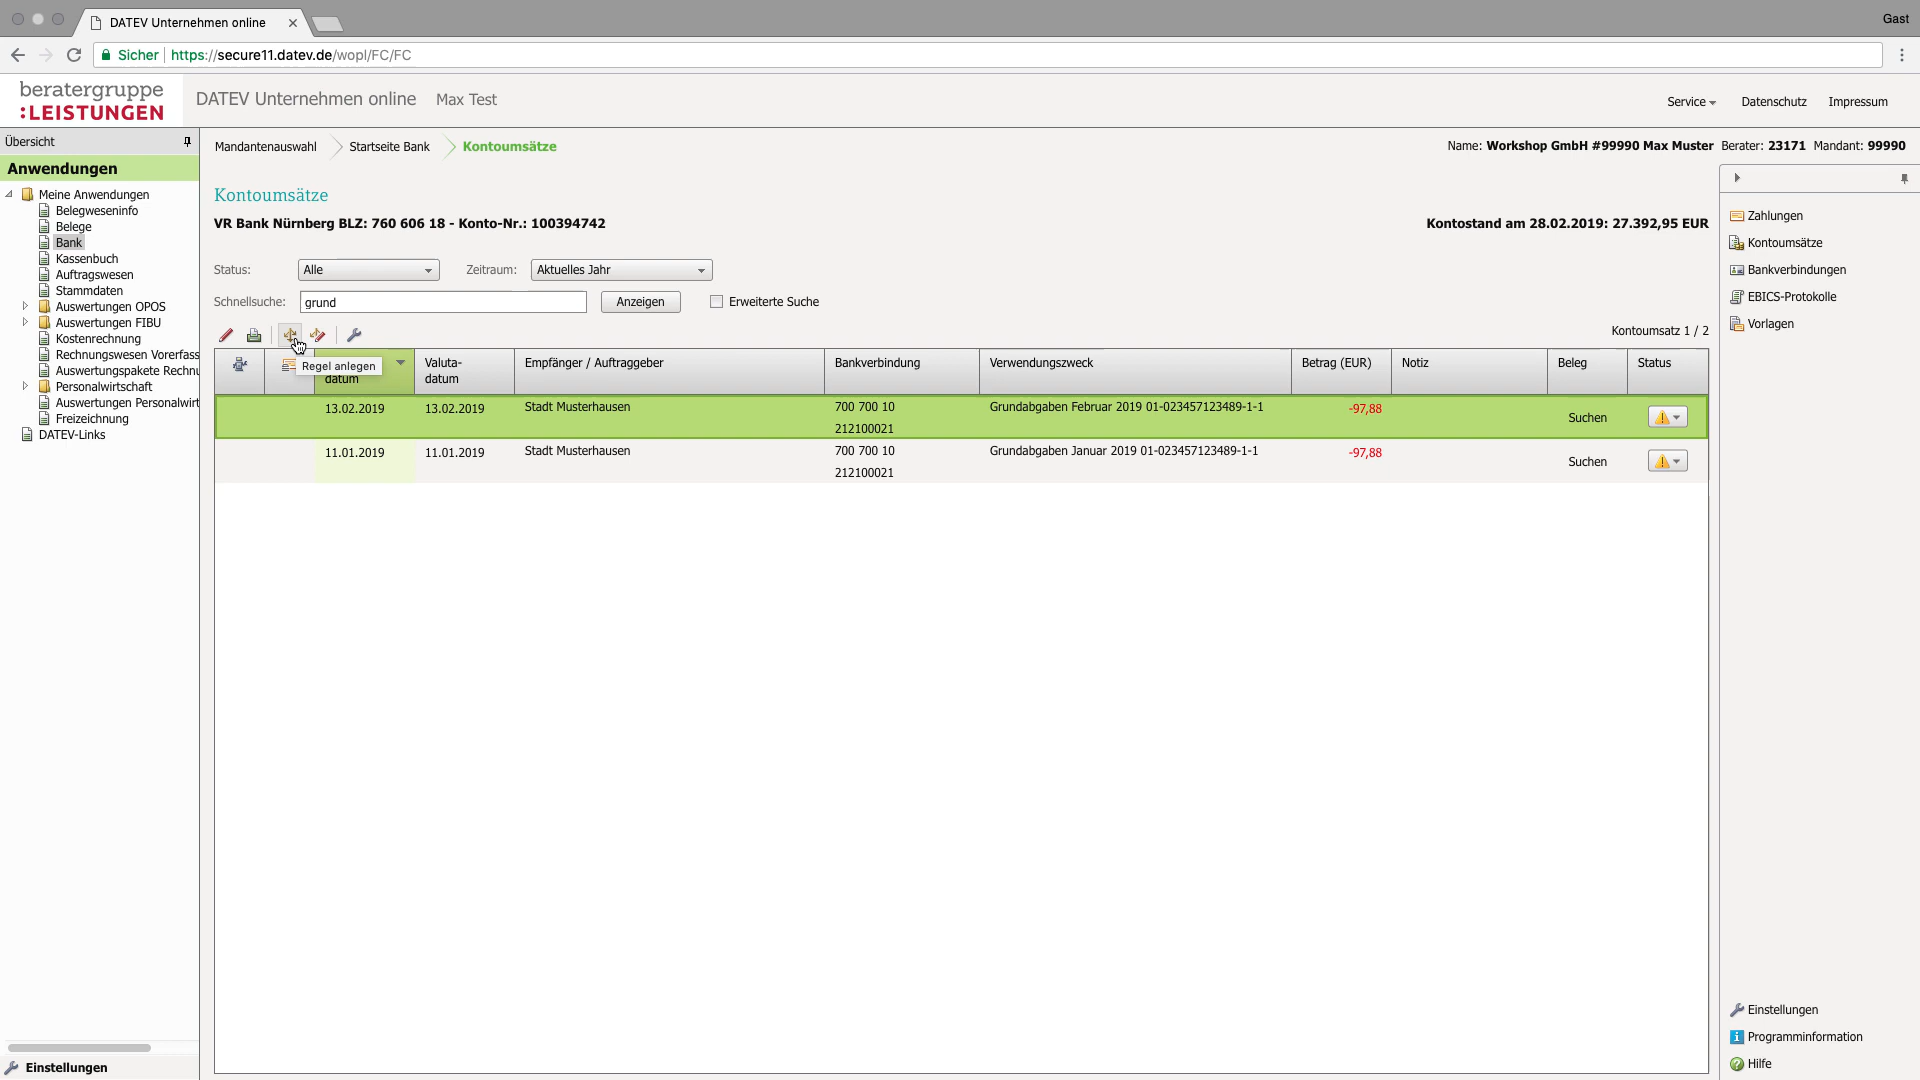 DATEV Unternehmen online
Gast
Sicher https://secure11.datev.de/wopl/FC/FC
beratergruppe
:LEISTUNGEN
DATEV Unternehmen online Max Test
Service Datenschutz Impressum
Übersicht
Anwendungen
Meine Anwendungen
Belegweseninfo
Belege
Bank
Kassenbuch
Auftragswesen
Stammdaten
Auswertungen OPOS
Auswertungen FIBU
Kostenrechnung
Rechnungswesen Vorerfass
Auswertungspakete Rechnu
Personalwirtschaft
Auswertungen Personalwirt
Freizeichnung
DATEV-Links
Einstellungen
Mandantenauswahl Startseite Bank Kontoumsätze
Name: Workshop GmbH #99990 Max Muster Berater: 23171 Mandant: 99990
Kontoumsätze
VR Bank Nürnberg BLZ: 760 606 18 - Konto-Nr.: 100394742
Kontostand am 28.02.2019: 27.392,95 EUR
Status: Alle Zeitraum: Aktuelles Jahr
Schnellsuche: grund Anzeigen Erweiterte Suche
Kontoumsatz 1 / 2
Regel anlegen
datum
Valuta-
datum
Empfänger / Auftraggeber
Bankverbindung
Verwendungszweck
Betrag (EUR)
Notiz
Beleg
Status
13.02.2019 13.02.2019 Stadt Musterhausen 700 700 10 Grundabgaben Februar 2019 01-023457123489-1-1 -97,88 Suchen
212100021
11.01.2019 11.01.2019 Stadt Musterhausen 700 700 10 Grundabgaben Januar 2019 01-023457123489-1-1 -97,88 Suchen
212100021
Zahlungen
Kontoumsätze
Bankverbindungen
EBICS-Protokolle
Vorlagen
Einstellungen
Programminformation
Hilfe